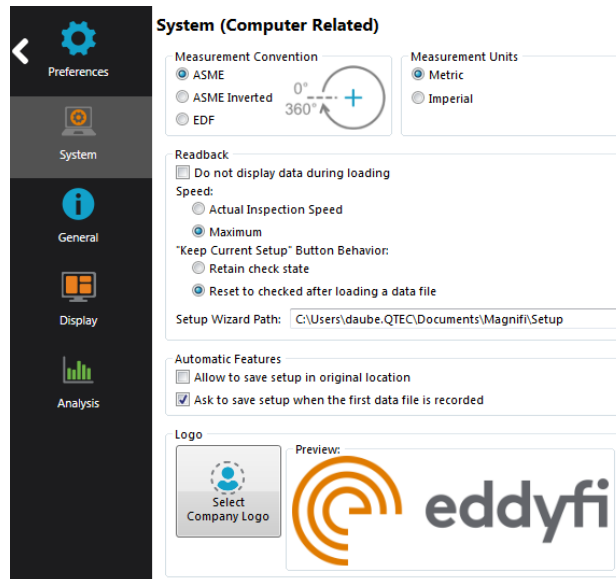 Preferences
System
General
Display
Analysis
System (Computer Related)
Measurement Convention
ASME
ASME Inverted
EDF
0°
360°
Measurement Units
Metric
Imperial
Readback
Do not display data during loading
Speed:
Actual Inspection Speed
Maximum
"Keep Current Setup" Button Behavior:
Retain check state
Reset to checked after loading a data file
Setup Wizard Path: C:\Users\daube.QTEC\Documents\Magnifi\Setup
Automatic Features
Allow to save setup in original location
Ask to save setup when the first data file is recorded
Logo
Select
Company Logo
Preview:
eddyfi